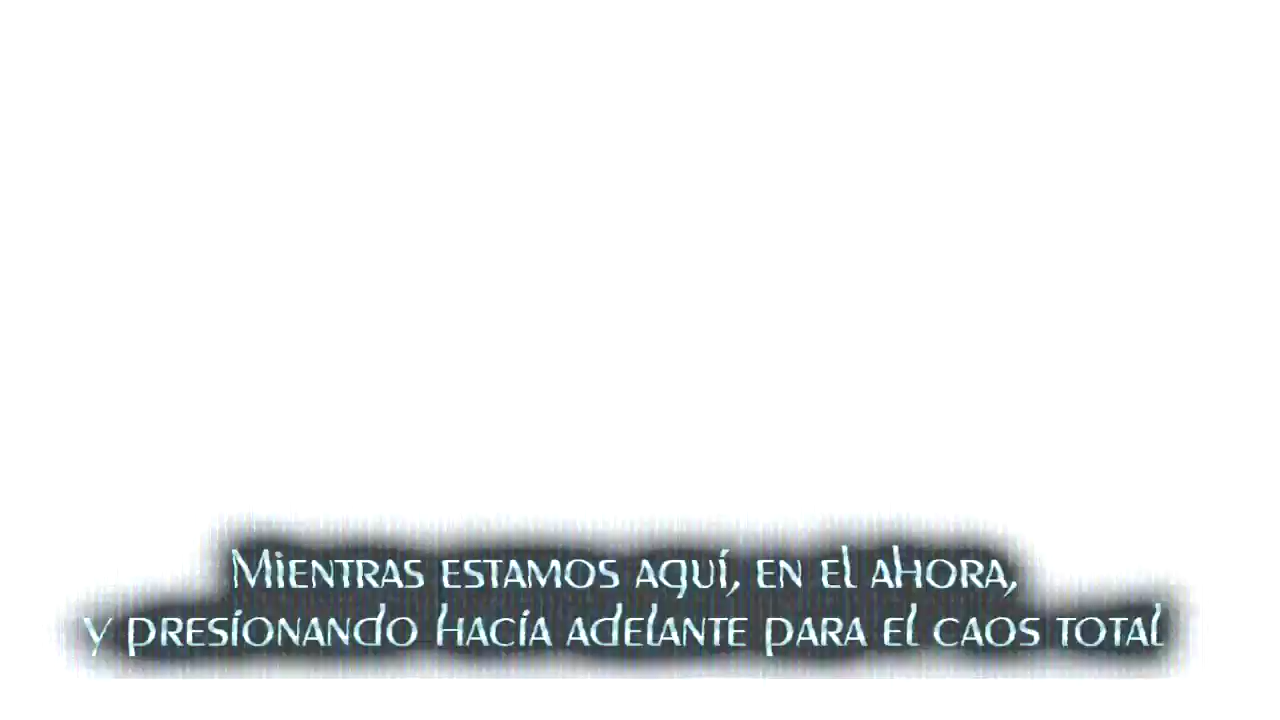 Mientras estamos aquí, en el ahora,
y presionando hacia adelante para el caos total